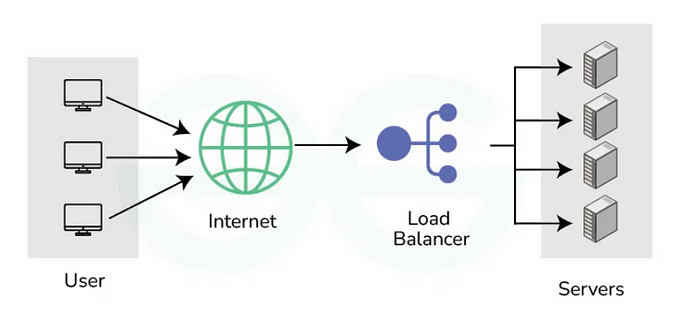 User
Internet
Load
Balancer
Servers